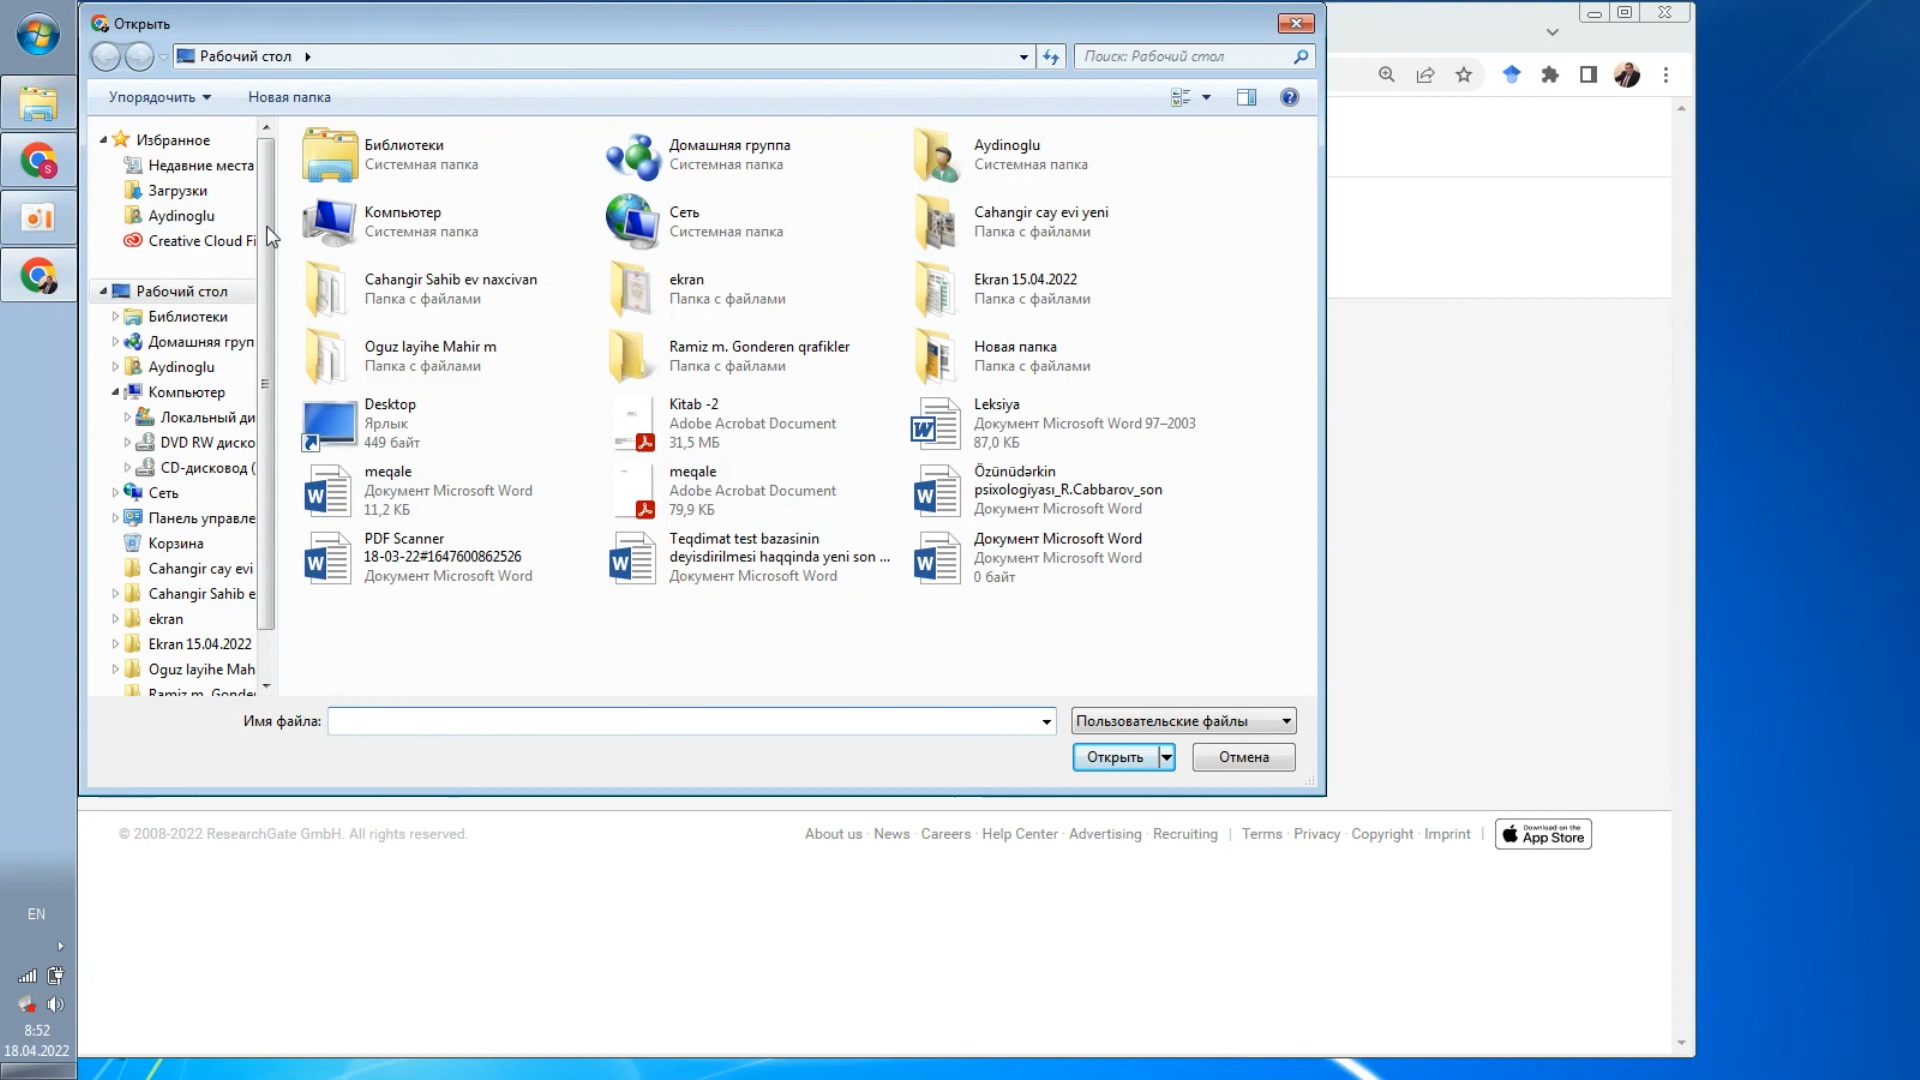 Открыть
Рабочий стол
Поиск: Рабочий стол
Упорядочить
Новая папка
Избранное
Недавние места
Загрузки
Aydinoglu
Creative Cloud Fi
Рабочий стол
Библиотеки
Домашняя груп
Aydinoglu
Компьютер
Локальный ди
DVD RW диско
CD-дисковод (
Сеть
Панель управле
Корзина
Cahangir cay evi
Cahangir Sahib e
ekran
Ekran 15.04.2022
Oguz layihe Mah
Ramiz m. Gonder
Библиотеки
Системная папка
Домашняя группа
Системная папка
Aydinoglu
Системная папка
Компьютер
Системная папка
Сеть
Системная папка
Cahangir cay evi yeni
Папка с файлами
Cahangir Sahib ev naxcivan
Папка с файлами
ekran
Папка с файлами
Ekran 15.04.2022
Папка с файлами
Oguz layihe Mahir m
Папка с файлами
Ramiz m. Gonderen qrafikler
Папка с файлами
Новая папка
Папка с файлами
Desktop
Ярлык
449 байт
Kitab -2
Adobe Acrobat Document
31,5 МБ
Leksiya
Документ Microsoft Word 97–2003
87,0 КБ
meqale
Документ Microsoft Word
11,2 КБ
meqale
Adobe Acrobat Document
79,9 КБ
Özünüdərkin
psixologiyası_R.Cabbarov_son
Документ Microsoft Word
PDF Scanner
18-03-22#1647600862526
Документ Microsoft Word
Teqdimat test bazasinin
deyisdirilmesi haqqinda yeni son ...
Документ Microsoft Word
Документ Microsoft Word
Документ Microsoft Word
0 байт
Имя файла:
Пользовательские файлы
Открыть
Отмена
© 2008-2022 ResearchGate GmbH. All rights reserved.
About us · News · Careers · Help Center · Advertising · Recruiting | Terms · Privacy · Copyright · Imprint |
Download on the
App Store
EN
8:52
18.04.2022